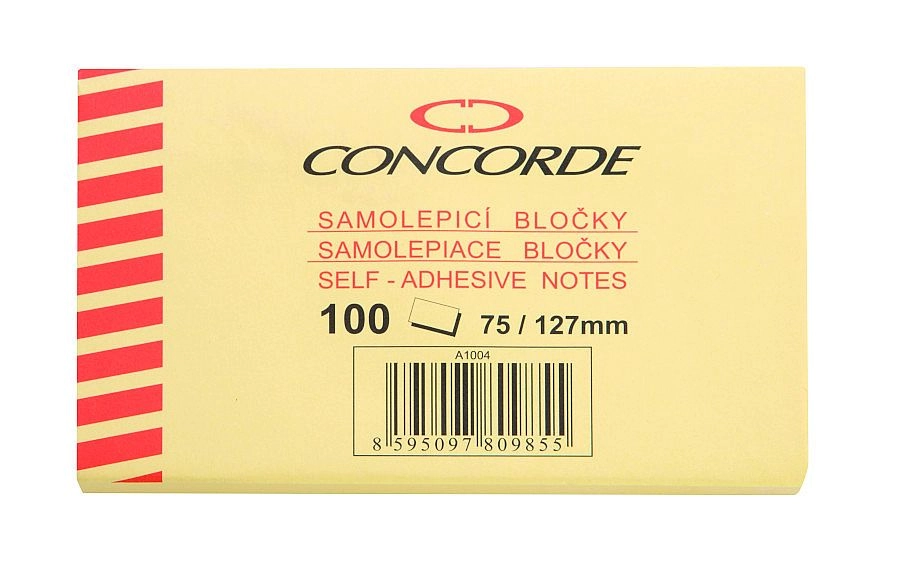 CONCORDE
SAMOLEPICÍ BLOČKY
SAMOLEPIACE BLOČKY
SELF - ADHESIVE NOTES
100 75 / 127mm
A1004
8 595097 809855